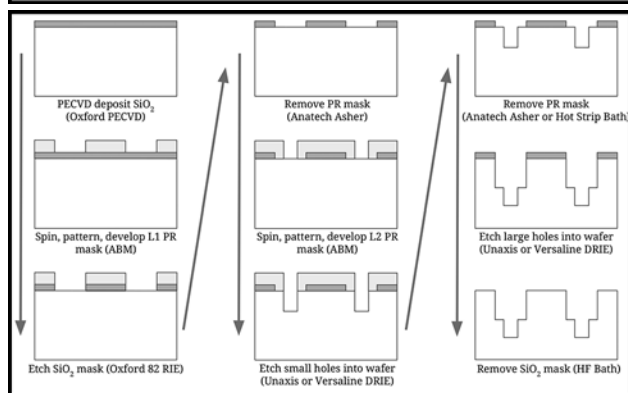 PECVD deposit SiO₂
(Oxford PECVD)
Spin, pattern, develop L1 PR
mask (ABM)
Etch SiO₂ mask (Oxford 82 RIE)
Remove PR mask
(Anatech Asher)
Spin, pattern, develop L2 PR
mask (ABM)
Etch small holes into wafer
(Unaxis or Versaline DRIE)
Remove PR mask
(Anatech Asher or Hot Strip Bath)
Etch large holes into wafer
(Unaxis or Versaline DRIE)
Remove SiO₂ mask (HF Bath)